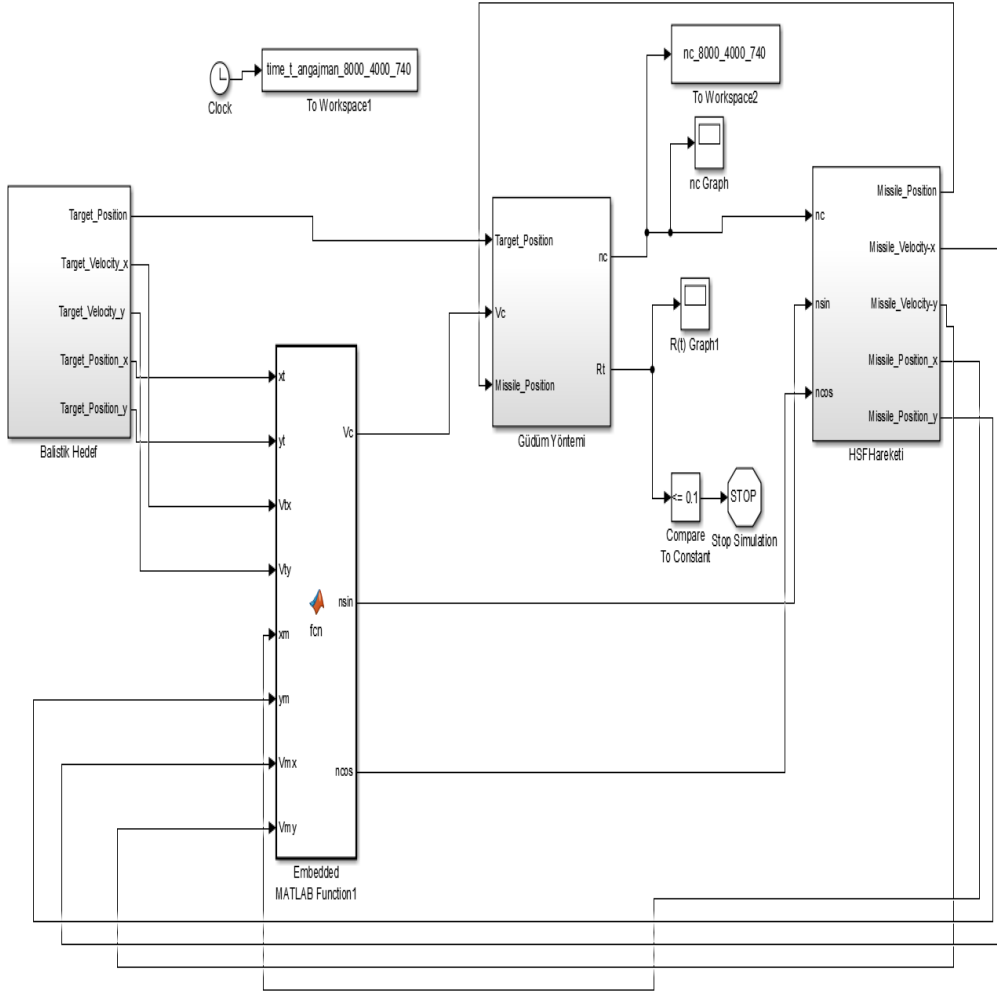 time_t_angajman_8000_4000_740
Clock
To Workspace1
nc_8000_4000_740
To Workspace2
nc Graph
Target_Position
Target_Velocity_x
Target_Velocity_y
Target_Position_x
Target_Position_y
Balistik Hedef
Target_Position
Vc
Missile_Position
nc
Rt
Güdüm Yöntemi
R(t) Graph1
<= 0.1
Compare
To Constant
STOP
Stop Simulation
nc
nsin
ncos
Missile_Position
Missile_Velocity-x
Missile_Velocity-y
Missile_Position_x
Missile_Position_y
HSFHareketi
xt
yt
Vtx
Vty
xm
ym
Vmx
Vmy
fcn
Vc
nsin
ncos
Embedded
MATLAB Function1